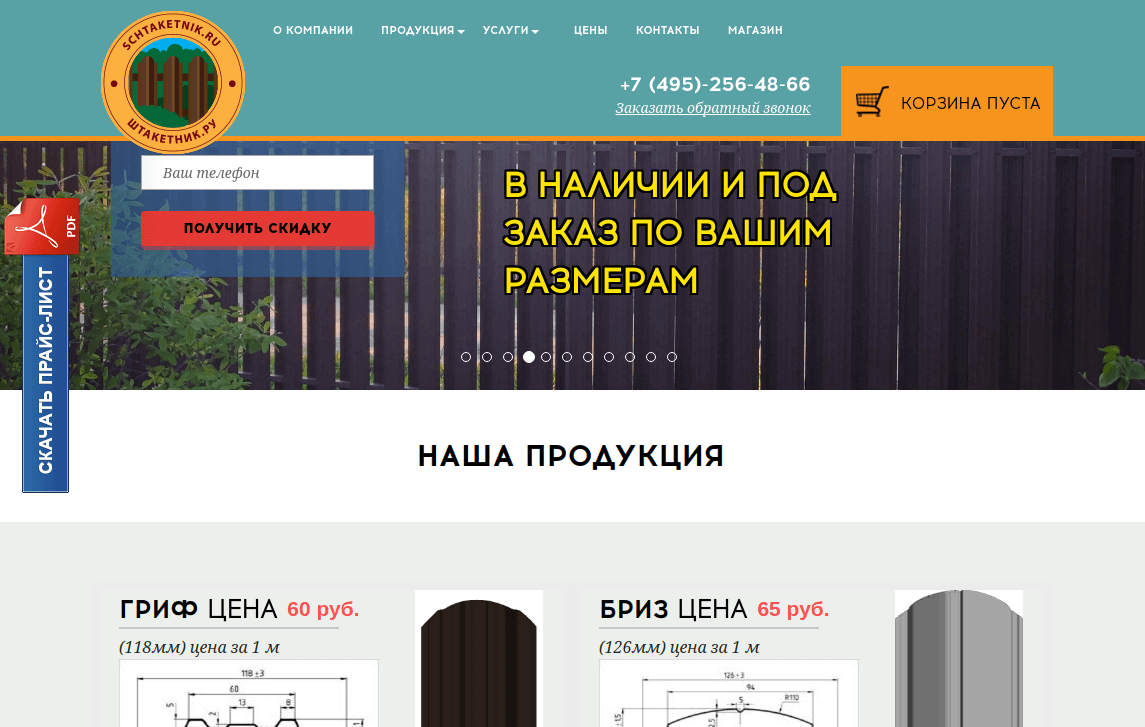 SCHTAKETNIK.RU
ШТАКЕТНИК.РУ
О КОМПАНИИ ПРОДУКЦИЯ УСЛУГИ ЦЕНЫ КОНТАКТЫ МАГАЗИН
+7 (495)-256-48-66
Заказать обратный звонок
КОРЗИНА ПУСТА
Ваш телефон
ПОЛУЧИТЬ СКИДКУ
В НАЛИЧИИ И ПОД
ЗАКАЗ ПО ВАШИМ
РАЗМЕРАМ
PDF
СКАЧАТЬ ПРАЙС-ЛИСТ
НАША ПРОДУКЦИЯ
ГРИФ ЦЕНА 60 руб.
(118мм) цена за 1 м
118±3
60
13
8
5
2
1
БРИЗ ЦЕНА 65 руб.
(126мм) цена за 1 м
126±3
94
5
R110
2,5